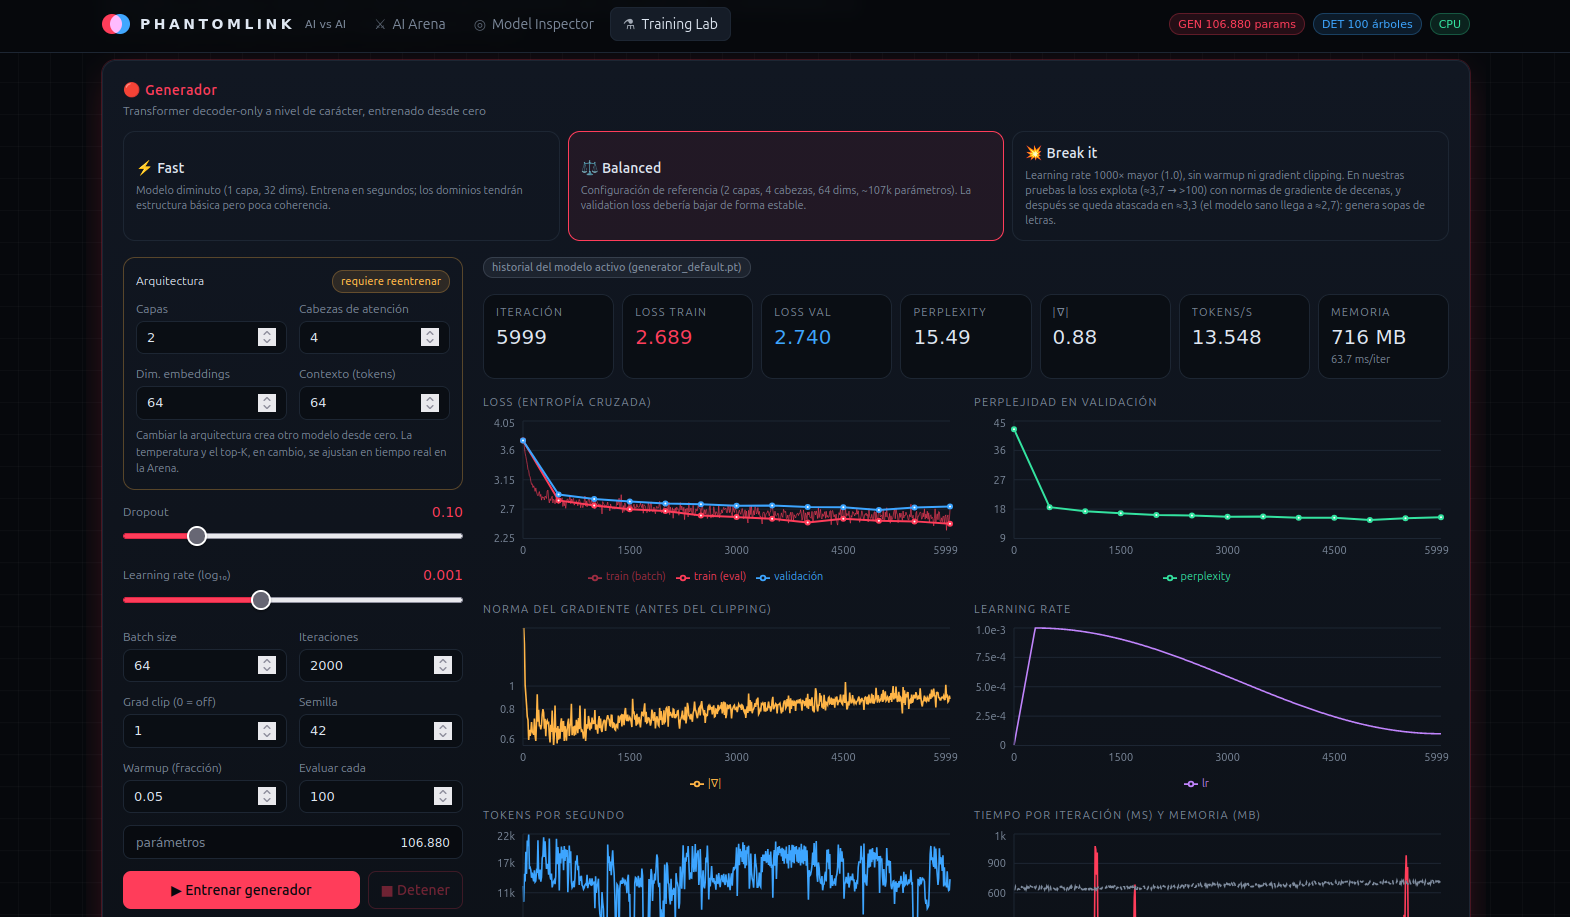 PHANTOMLINK AI vs AI AI Arena Model Inspector Training Lab GEN 106.880 params DET 100 árboles CPU
Generador
Transformer decoder-only a nivel de carácter, entrenado desde cero
Fast
Modelo diminuto (1 capa, 32 dims). Entrena en segundos; los dominios tendrán
estructura básica pero poca coherencia.
Balanced
Configuración de referencia (2 capas, 4 cabezas, 64 dims, ~107k parámetros). La
validation loss debería bajar de forma estable.
Break it
Learning rate 1000× mayor (1.0), sin warmup ni gradient clipping. En nuestras
pruebas la loss explota (≈3,7 → >100) con normas de gradiente de decenas, y
después se queda atascada en ≈3,3 (el modelo sano llega a ≈2,7): genera sopas de
letras.
Arquitectura requiere reentrenar
Capas Cabezas de atención
2 4
Dim. embeddings Contexto (tokens)
64 64
Cambiar la arquitectura crea otro modelo desde cero. La
temperatura y el top-K, en cambio, se ajustan en tiempo real en
la Arena.
Dropout 0.10
Learning rate (log₁₀) 0.001
Batch size Iteraciones
64 2000
Grad clip (0 = off) Semilla
1 42
Warmup (fracción) Evaluar cada
0.05 100
parámetros 106.880
▶ Entrenar generador ■ Detener
historial del modelo activo (generator_default.pt)
ITERACIÓN LOSS TRAIN LOSS VAL PERPLEXITY |∇| TOKENS/S MEMORIA
5999 2.689 2.740 15.49 0.88 13.548 716 MB
63.7 ms/iter
LOSS (ENTROPÍA CRUZADA)
4.05
3.6
3.15
2.7
2.25
0 1500 3000 4500 5999
train (batch) train (eval) validación
PERPLEJIDAD EN VALIDACIÓN
45
36
27
18
9
0 1500 3000 4500 5999
perplexity
NORMA DEL GRADIENTE (ANTES DEL CLIPPING)
1
0.8
0.6
0 1500 3000 4500 5999
|∇|
LEARNING RATE
1.0e-3
7.5e-4
5.0e-4
2.5e-4
0
0 1500 3000 4500 5999
lr
TOKENS POR SEGUNDO
22k
17k
11k
TIEMPO POR ITERACIÓN (MS) Y MEMORIA (MB)
1k
900
600